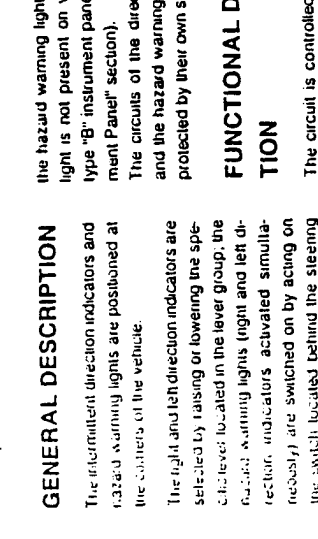 GENERAL DESCRIPTION
The intermittent direction indicators and
hazard warning lights are positioned at
the corners of the vehicle.
The right and left direction indicators are
selected by raising or lowering the spe-
cific lever located in the lever group; the
hazard warning lights (right and left di-
rection indicators activated simulta-
neously) are switched on by acting on
the switch located behind the steering
the hazard warning light
light is not present on
type "B" instrument pane
ment Panel" section).
The circuits of the direc
and the hazard warning
protected by their own s
FUNCTIONAL D
TION
The circuit is controlled